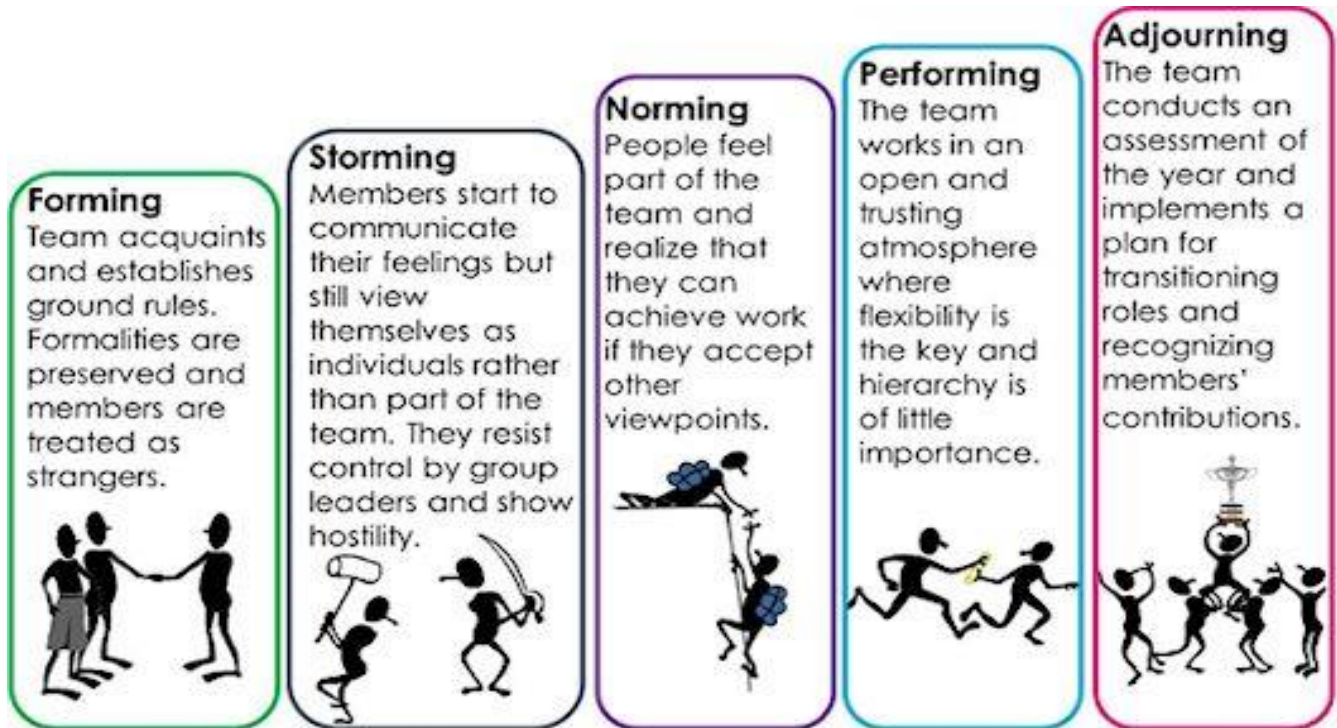 Forming
Team acquaints
and establishes
ground rules.
Formalities are
preserved and
members are
treated as
strangers.
Storming
Members start to
communicate
their feelings but
still view
themselves as
individuals rather
than part of the
team. They resist
control by group
leaders and show
hostility.
Norming
People feel
part of the
team and
realize that
they can
achieve work
if they accept
other
viewpoints.
Performing
The team
works in an
open and
trusting
atmosphere
where
flexibility is
the key and
hierarchy is
of little
importance.
Adjourning
The team
conducts an
assessment of
the year and
implements a
plan for
transitioning
roles and
recognizing
members'
contributions.